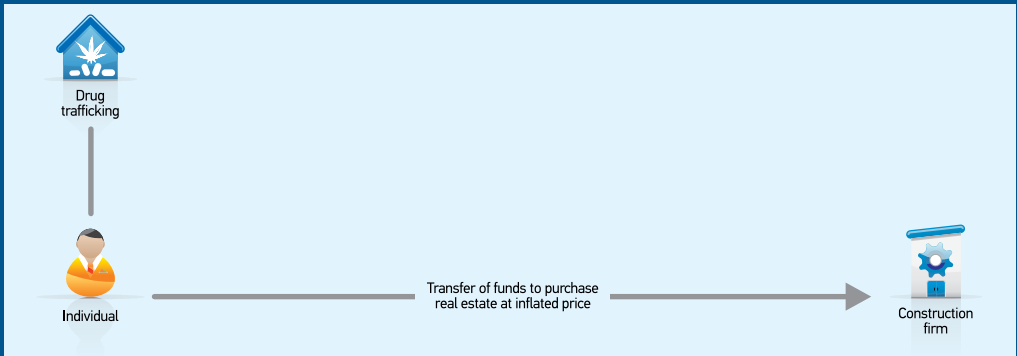 Drug
trafficking
Individual
Transfer of funds to purchase
real estate at inflated price
Construction
firm